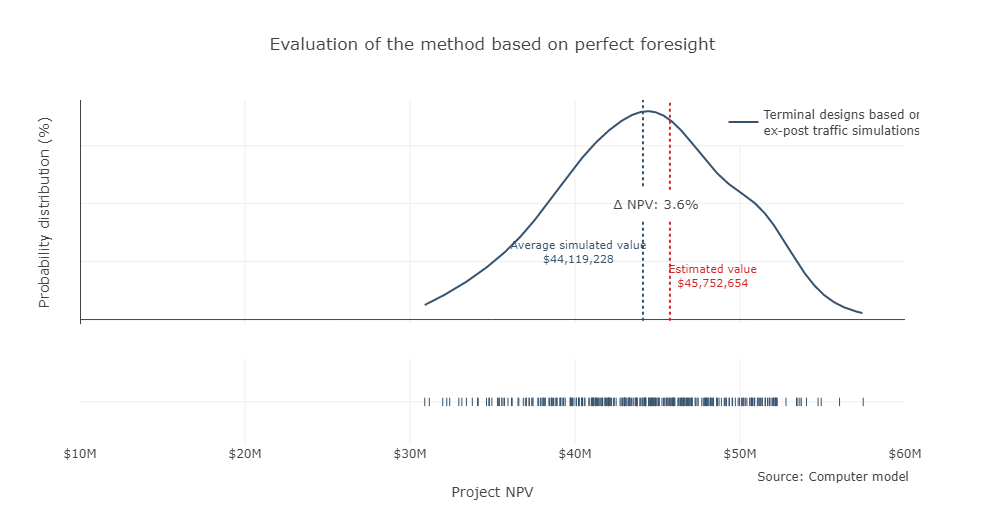 Evaluation of the method based on perfect foresight
Probability distribution (%)
Terminal designs based or
ex-post traffic simulations
Δ NPV: 3.6%
Average simulated value
$44,119,228
Estimated value
$45,752,654
$10M
$20M
$30M
$40M
$50M
$60M
Source: Computer model
Project NPV